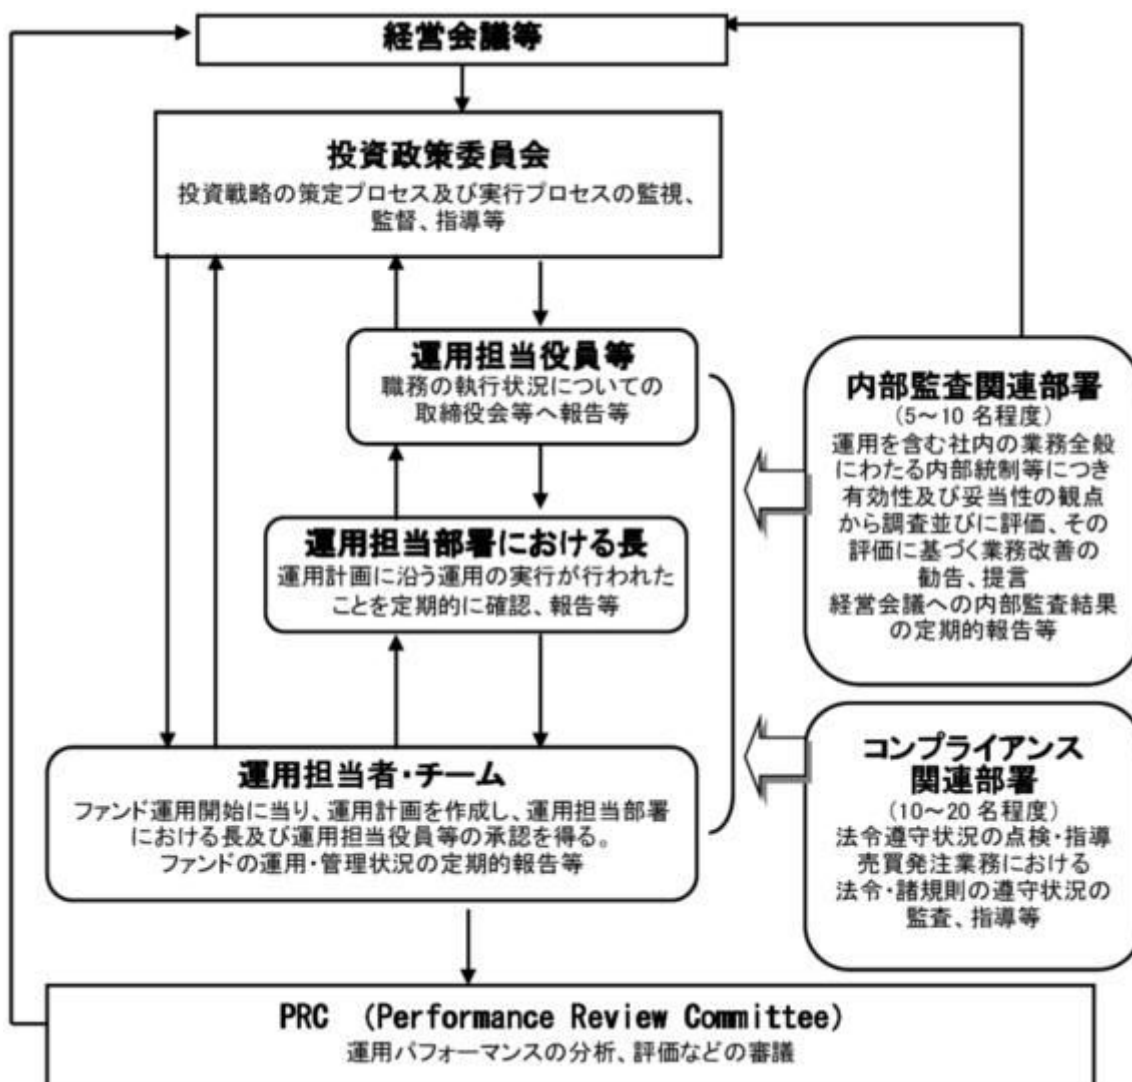 経営会議等
投資政策委員会
投資戦略の策定プロセス及び実行プロセスの監視、
監督、指導等
運用担当役員等
職務の執行状況についての
取締役会等へ報告等
運用担当部署における長
運用計画に沿う運用の実行が行われた
ことを定期的に確認、報告等
運用担当者・チーム
ファンド運用開始に当り、運用計画を作成し、運用担当部署
における長及び運用担当役員等の承認を得る。
ファンドの運用・管理状況の定期的報告等
内部監査関連部署
(5～10 名程度)
運用を含む社内の業務全般
にわたる内部統制等につき
有効性及び妥当性の観点
から調査並びに評価、その
評価に基づく業務改善の
勧告、提言
経営会議への内部監査結果
の定期的報告等
コンプライアンス
関連部署
(10～20 名程度)
法令遵守状況の点検・指導
売買発注業務における
法令・諸規則の遵守状況の
監査、指導等
PRC (Performance Review Committee)
運用パフォーマンスの分析、評価などの審議